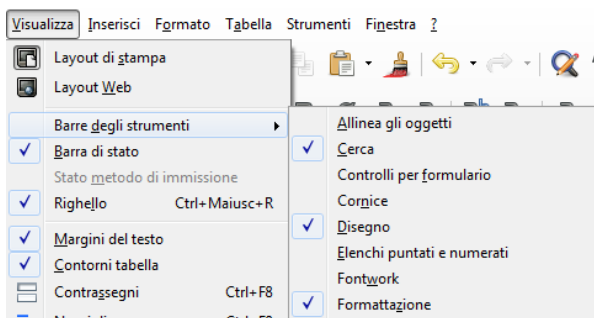 Visualizza Inserisci Formato Tabella Strumenti Finestra ?
Layout di stampa
Layout Web
Barre degli strumenti
Barra di stato
Stato metodo di immissione
Righello Ctrl+Maiusc+R
Margini del testo
Contorni tabella
Contrassegni Ctrl+F8
Allinea gli oggetti
Cerca
Controlli per formulario
Cornice
Disegno
Elenchi puntati e numerati
Fontwork
Formattazione